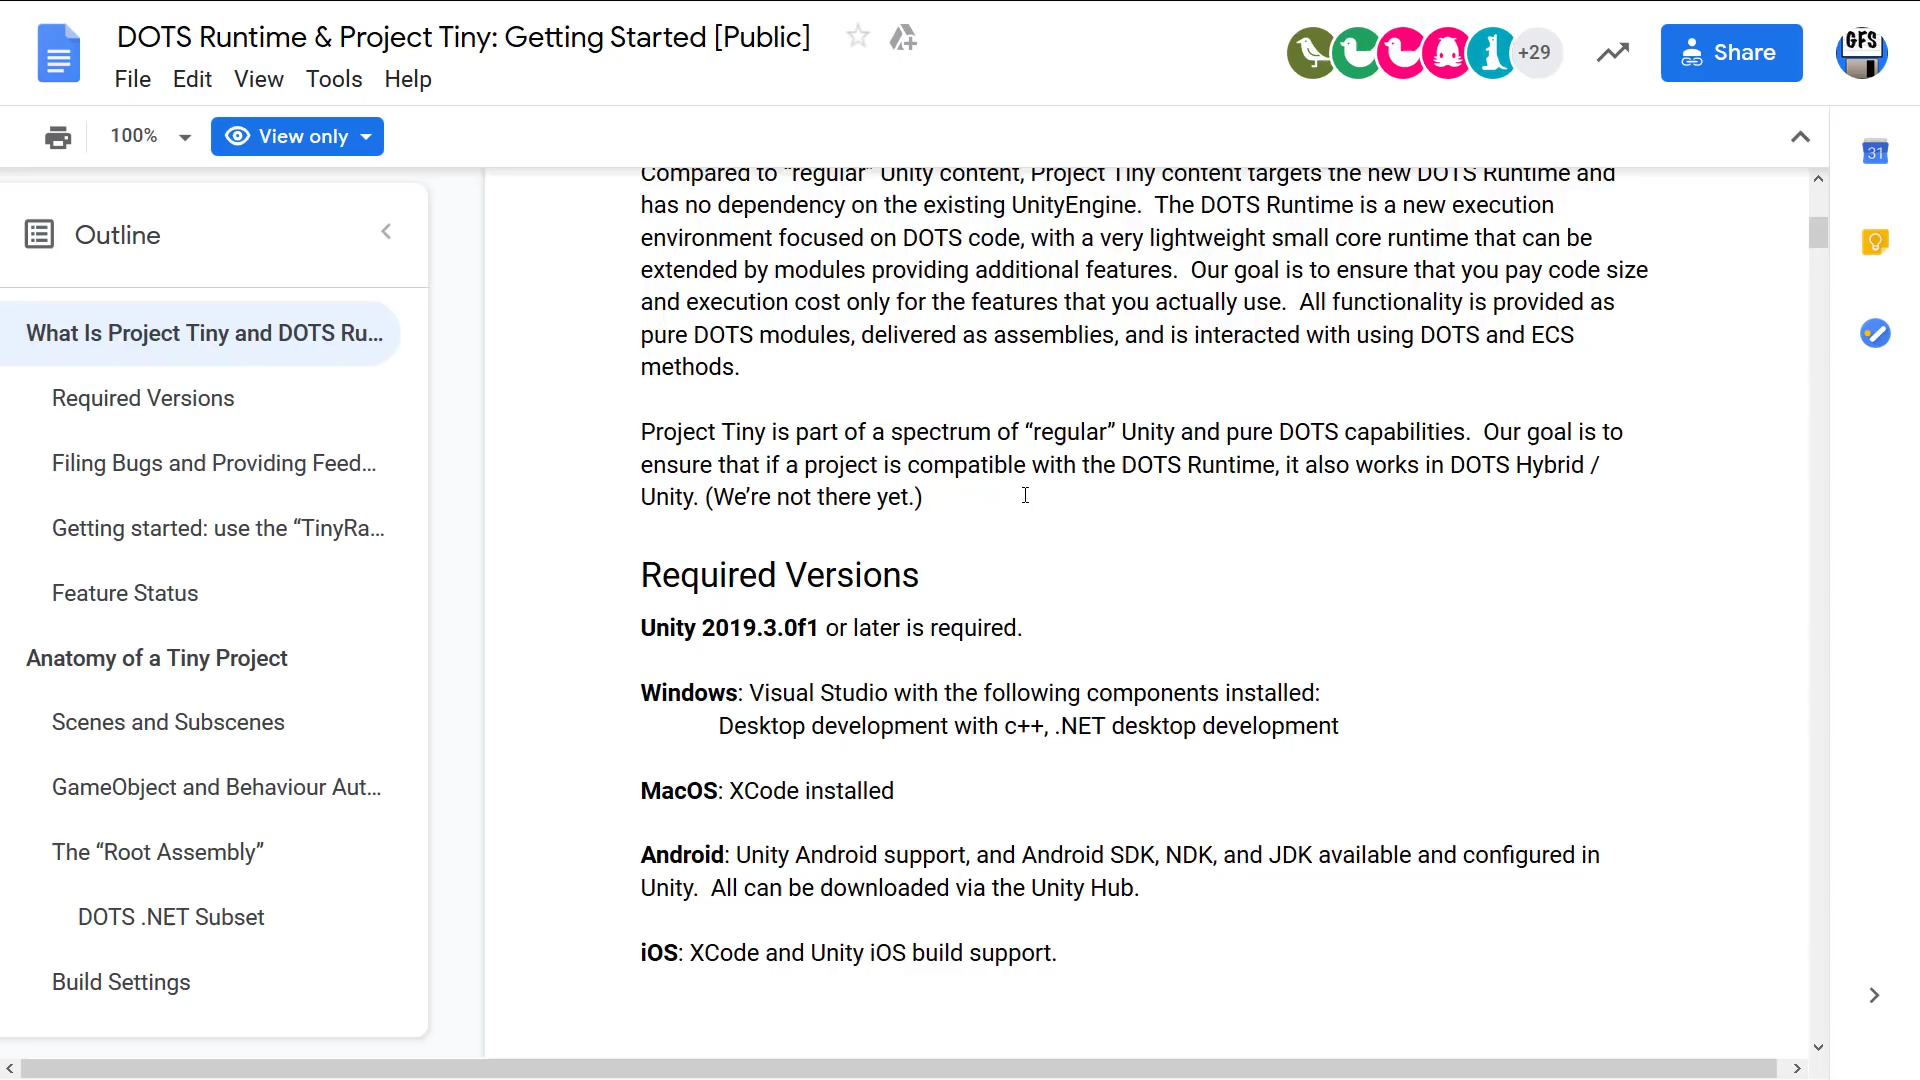 DOTS Runtime & Project Tiny: Getting Started [Public]
File Edit View Tools Help
+29
Share
GFS
100%
View only
31
Outline
What Is Project Tiny and DOTS Ru...
Required Versions
Filing Bugs and Providing Feed...
Getting started: use the “TinyRa...
Feature Status
Anatomy of a Tiny Project
Scenes and Subscenes
GameObject and Behaviour Aut...
The “Root Assembly”
DOTS .NET Subset
Build Settings
Compared to “regular” Unity content, Project Tiny content targets the new DOTS Runtime and
has no dependency on the existing UnityEngine. The DOTS Runtime is a new execution
environment focused on DOTS code, with a very lightweight small core runtime that can be
extended by modules providing additional features. Our goal is to ensure that you pay code size
and execution cost only for the features that you actually use. All functionality is provided as
pure DOTS modules, delivered as assemblies, and is interacted with using DOTS and ECS
methods.
Project Tiny is part of a spectrum of “regular” Unity and pure DOTS capabilities. Our goal is to
ensure that if a project is compatible with the DOTS Runtime, it also works in DOTS Hybrid /
Unity. (We’re not there yet.)
Required Versions
Unity 2019.3.0f1 or later is required.
Windows: Visual Studio with the following components installed:
Desktop development with c++, .NET desktop development
MacOS: XCode installed
Android: Unity Android support, and Android SDK, NDK, and JDK available and configured in
Unity. All can be downloaded via the Unity Hub.
iOS: XCode and Unity iOS build support.